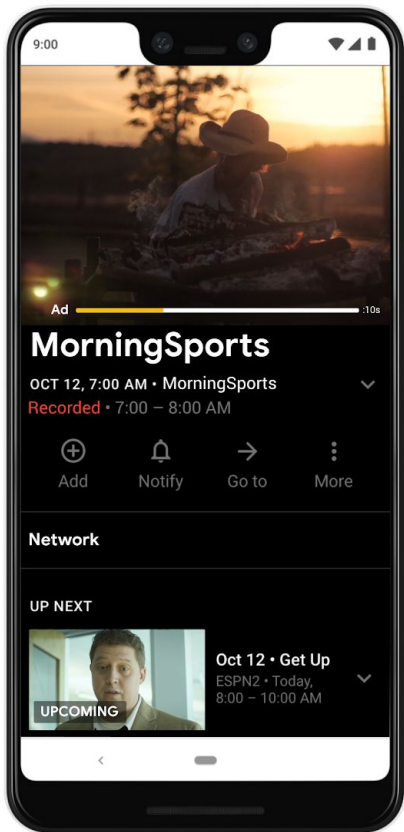 9:00
Ad :10s
MorningSports
OCT 12, 7:00 AM • MorningSports
Recorded • 7:00 – 8:00 AM
Add Notify Go to More
Network
UP NEXT
Oct 12 • Get Up
ESPN2 • Today,
8:00 – 10:00 AM
UPCOMING